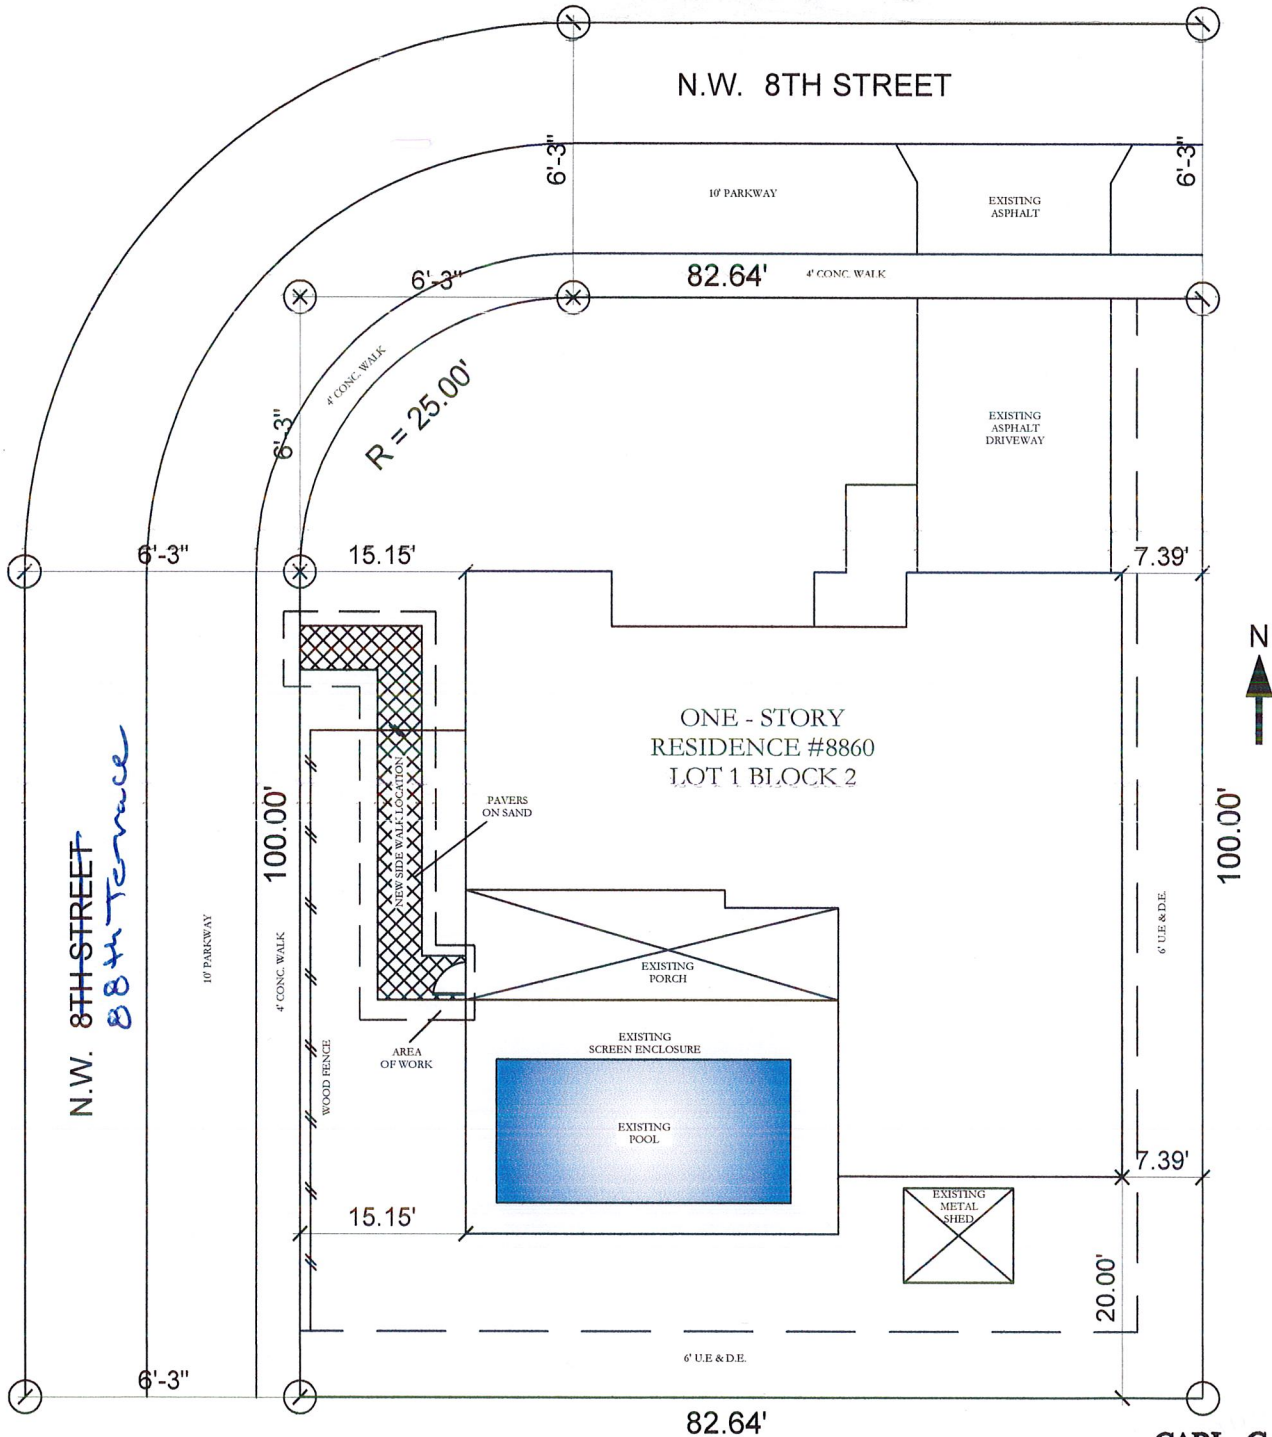 N.W. 8TH STREET
6'-3"
6'-3"
10' PARKWAY
EXISTING
ASPHALT
6'-3"
82.64'
4' CONC. WALK
4' CONC. WALK
6'-3"
R = 25.00'
EXISTING
ASPHALT
DRIVEWAY
6'-3"
15.15'
7.39'
N
ONE - STORY
RESIDENCE #8860
LOT 1 BLOCK 2
NEW SIDE WALK LOCATION
PAVERS
ON SAND
100.00'
100.00'
N.W. 8TH STREET
88th Terrace
10' PARKWAY
4' CONC. WALK
6' U.E & D.E.
EXISTING
PORCH
AREA
OF WORK
WOOD FENCE
EXISTING
SCREEN ENCLOSURE
EXISTING
POOL
7.39'
EXISTING
METAL
SHED
15.15'
20.00'
6' U.E & D.E.
6'-3"
82.64'